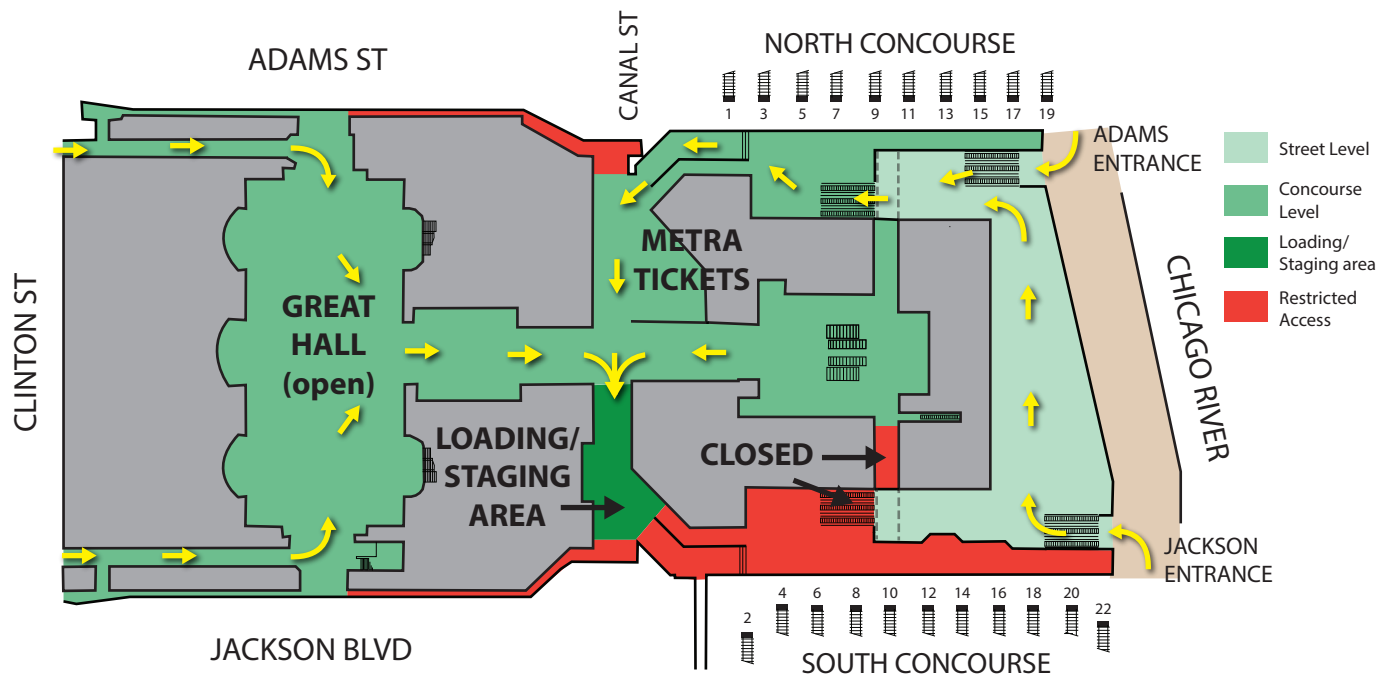 ADAMS ST
CANAL ST
NORTH CONCOURSE
1 3 5 7 9 11 13 15 17 19
ADAMS
ENTRANCE
Street Level
Concourse
Level
Loading/
Staging area
Restricted
Access
METRA
TICKETS
GREAT
HALL
(open)
CLINTON ST
CHICAGO RIVER
LOADING/
STAGING
AREA
CLOSED
JACKSON
ENTRANCE
2 4 6 8 10 12 14 16 18 20 22
JACKSON BLVD
SOUTH CONCOURSE